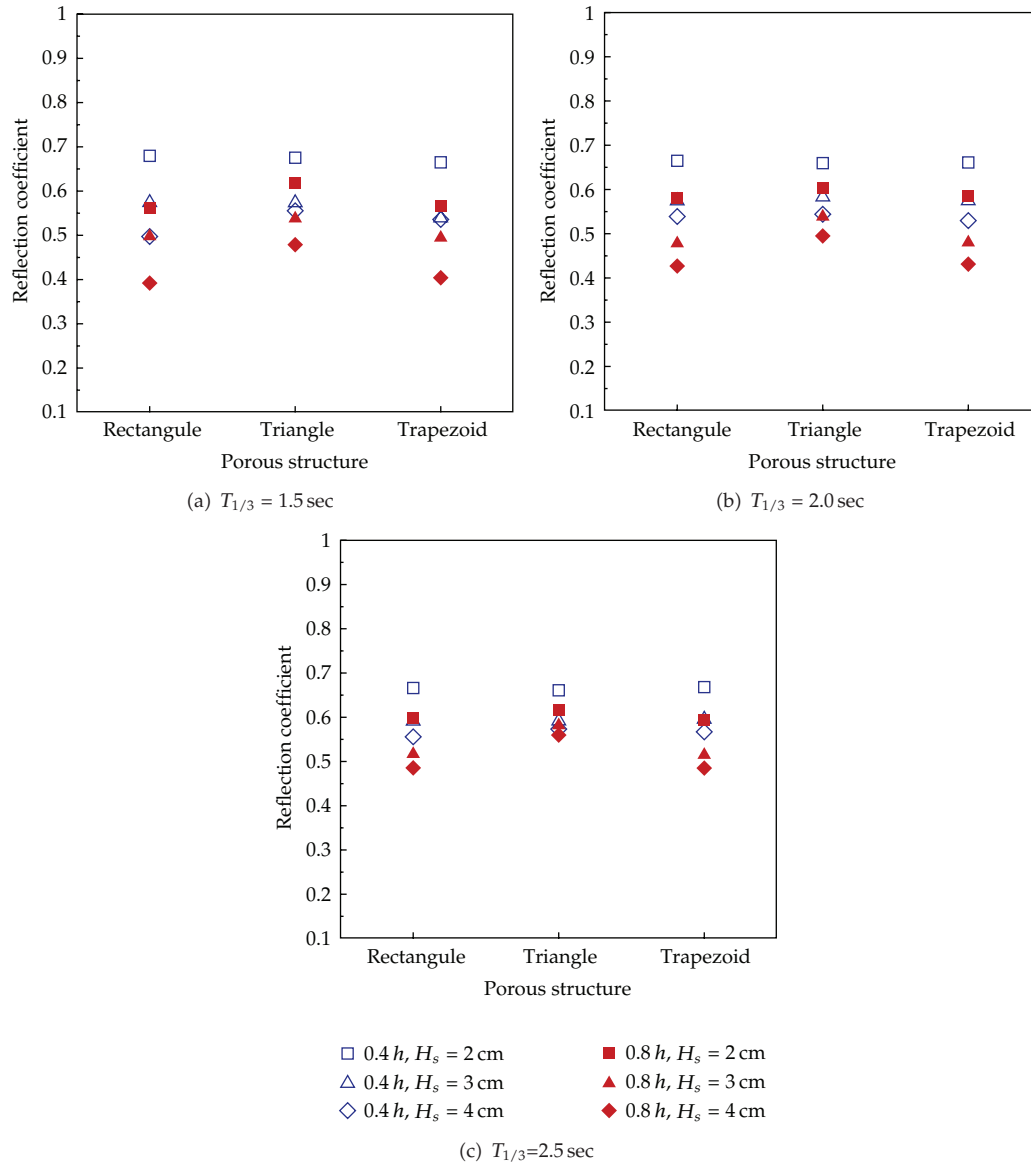 1
0.9
0.8
0.7
0.6
0.5
0.4
0.3
0.2
0.1
Reflection coefficient
Rectangule Triangle Trapezoid
Porous structure
(a) T1/3 = 1.5 sec
1
0.9
0.8
0.7
0.6
0.5
0.4
0.3
0.2
0.1
Reflection coefficient
Rectangule Triangle Trapezoid
Porous structure
(b) T1/3 = 2.0 sec
1
0.9
0.8
0.7
0.6
0.5
0.4
0.3
0.2
0.1
Reflection coefficient
Rectangule Triangle Trapezoid
Porous structure
0.4 h, Hs = 2 cm
0.4 h, Hs = 3 cm
0.4 h, Hs = 4 cm
0.8 h, Hs = 2 cm
0.8 h, Hs = 3 cm
0.8 h, Hs = 4 cm
(c) T1/3=2.5 sec